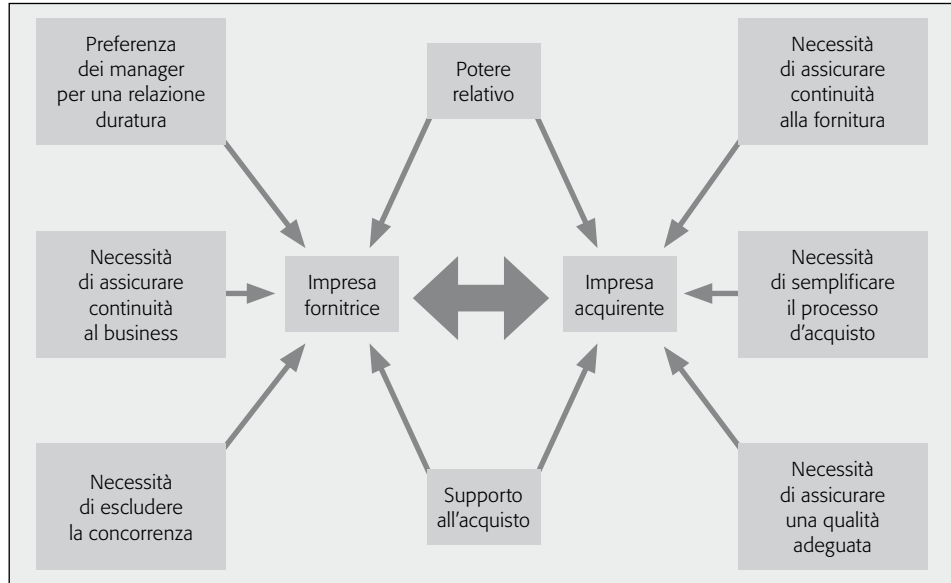 Preferenza
dei manager
per una relazione
duratura
Potere
relativo
Necessità
di assicurare
continuità
alla fornitura
Necessità
di assicurare
continuità
al business
Impresa
fornitrice
Impresa
acquirente
Necessità
di semplificare
il processo
d'acquisto
Necessità
di escludere
la concorrenza
Supporto
all'acquisto
Necessità
di assicurare
una qualità
adeguata